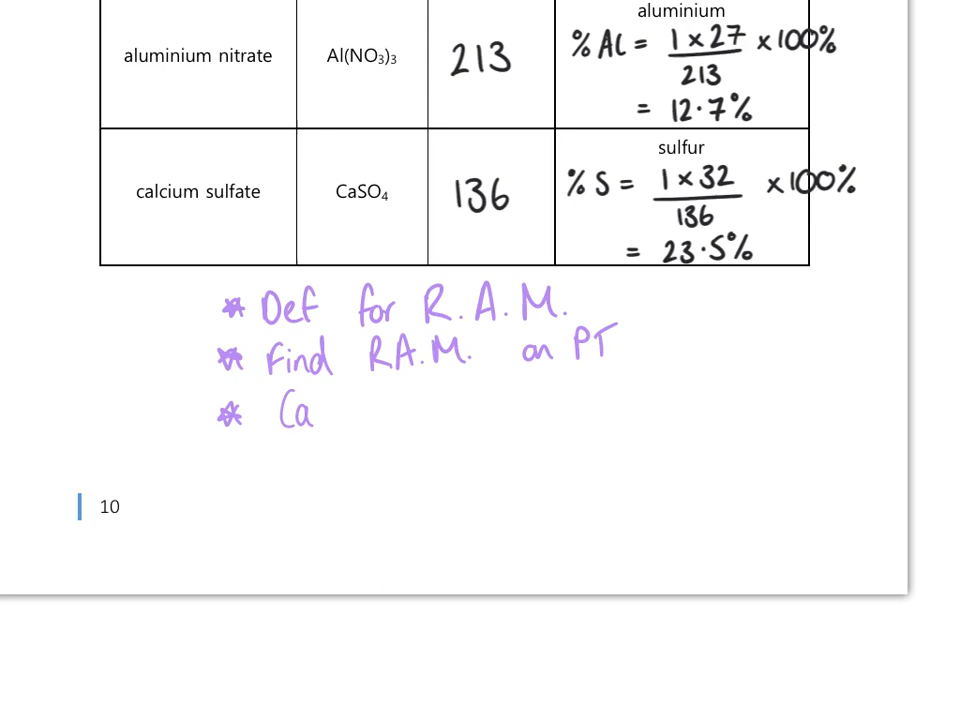 aluminium
aluminium nitrate Al(NO₃)₃ 213 % Al = 1 x 27 x 100%
213
= 12.7%
sulfur
calcium sulfate CaSO₄ 136 % S = 1 x 32 x 100%
136
= 23.5%
* Def for R.A.M.
* Find R.A.M. on PT
* Ca
10